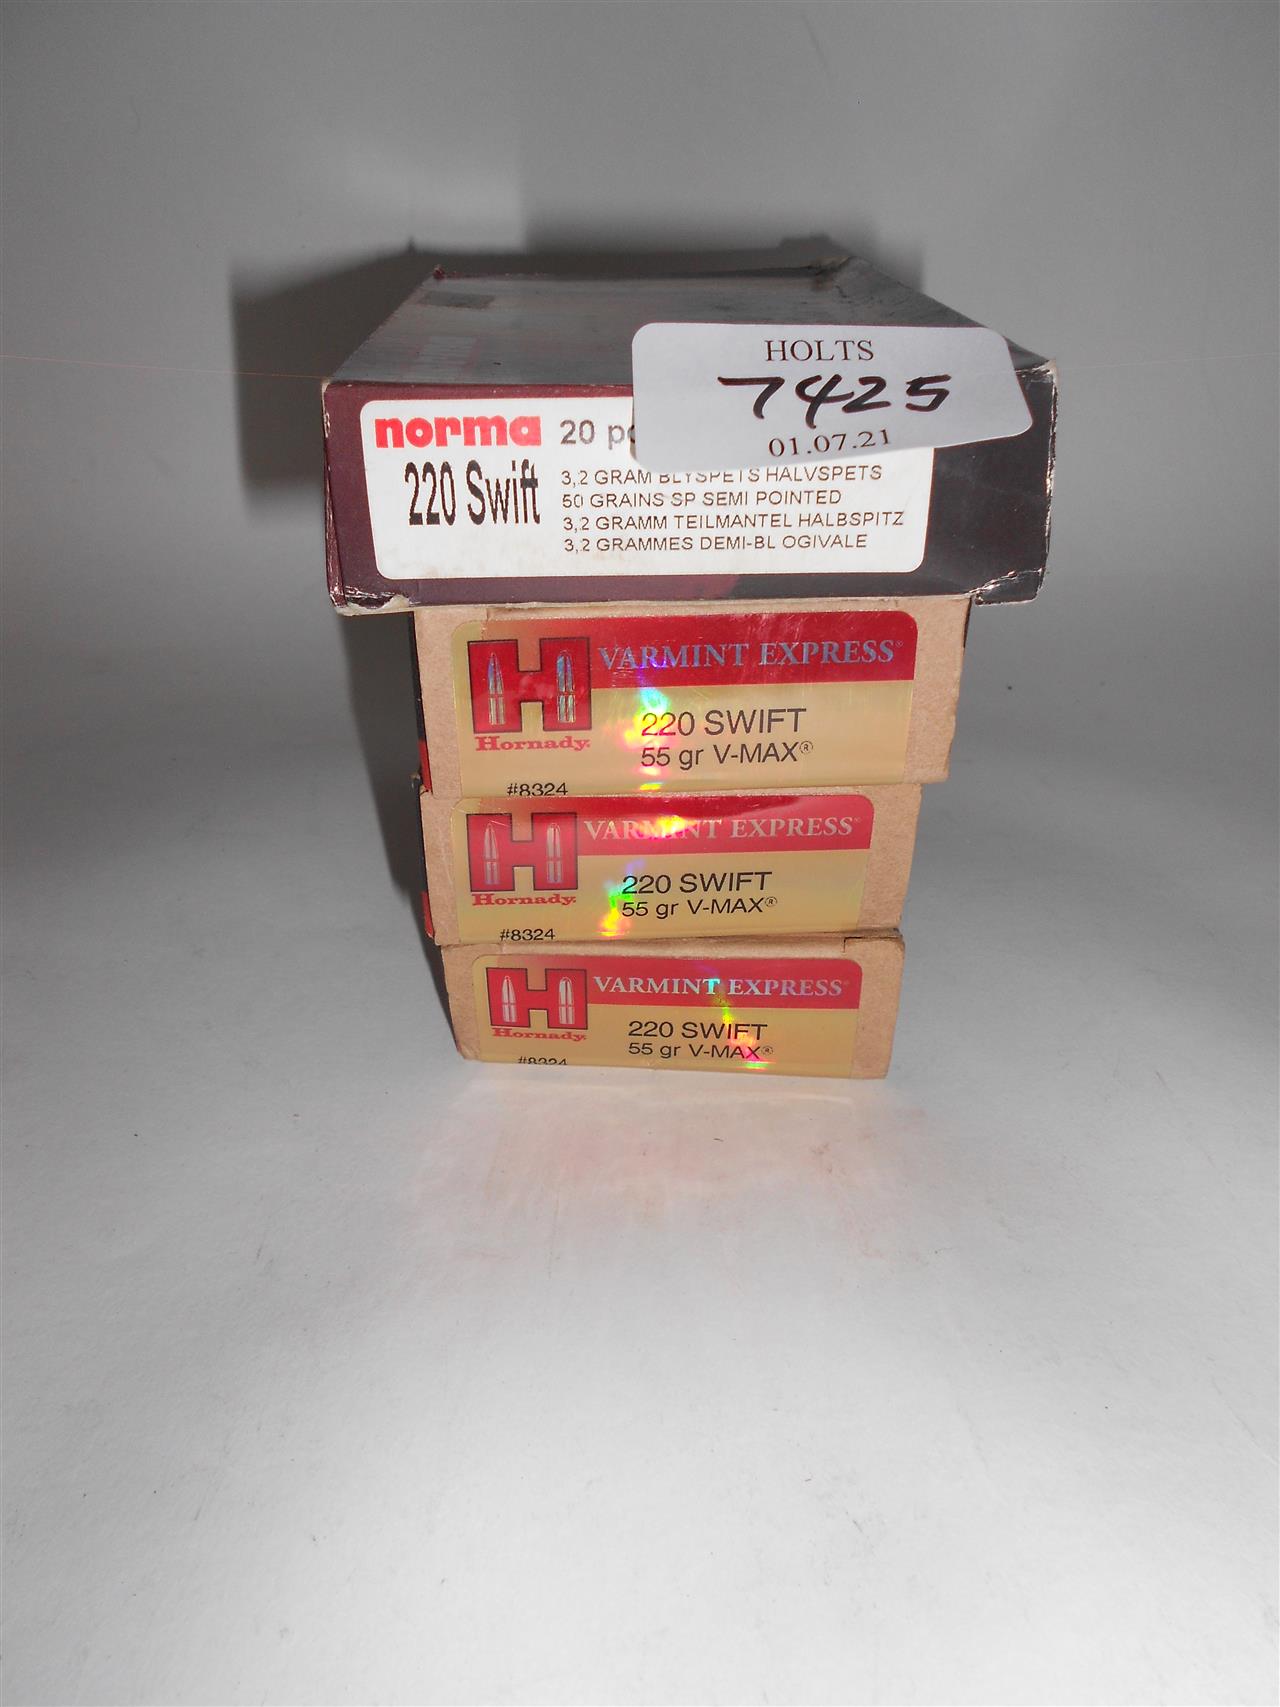 HOLTS
7425
01.07.21
norma 20
220 Swift
3,2 GRAM BLYSPETS HALVSPETS
50 GRAINS SP SEMI POINTED
3,2 GRAMM TEILMANTEL HALBSPITZ
3,2 GRAMMES DEMI-BL OGIVALE
H VARMINT EXPRESS®
Hornady.
220 SWIFT
55 gr V-MAX®
#8324
H VARMINT EXPRESS®
Hornady.
220 SWIFT
55 gr V-MAX®
#8324
H VARMINT EXPRESS®
Hornady.
220 SWIFT
55 gr V-MAX®
#8324